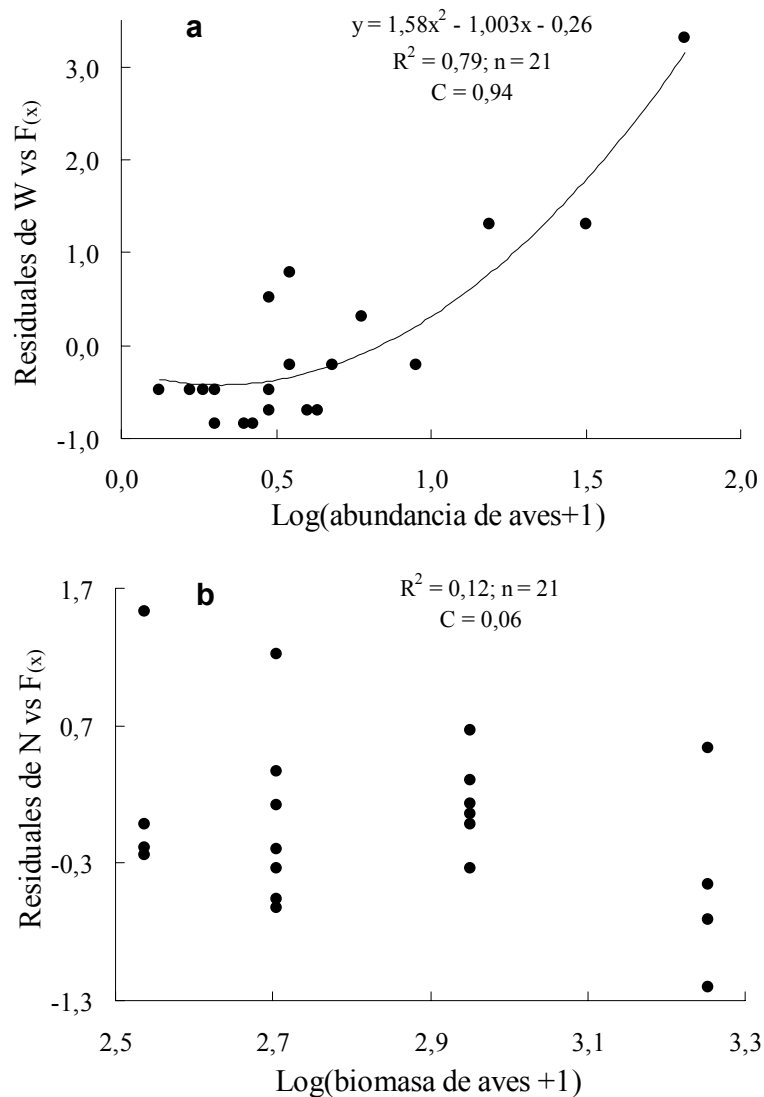 a
y = 1,58x² - 1,003x - 0,26
R² = 0,79; n = 21
C = 0,94
Residuales de W vs F(x)
3,0
2,0
1,0
0,0
-1,0
0,0 0,5 1,0 1,5 2,0
Log(abundancia de aves+1)
b
R² = 0,12; n = 21
C = 0,06
Residuales de N vs F(x)
1,7
0,7
-0,3
-1,3
2,5 2,7 2,9 3,1 3,3
Log(biomasa de aves +1)